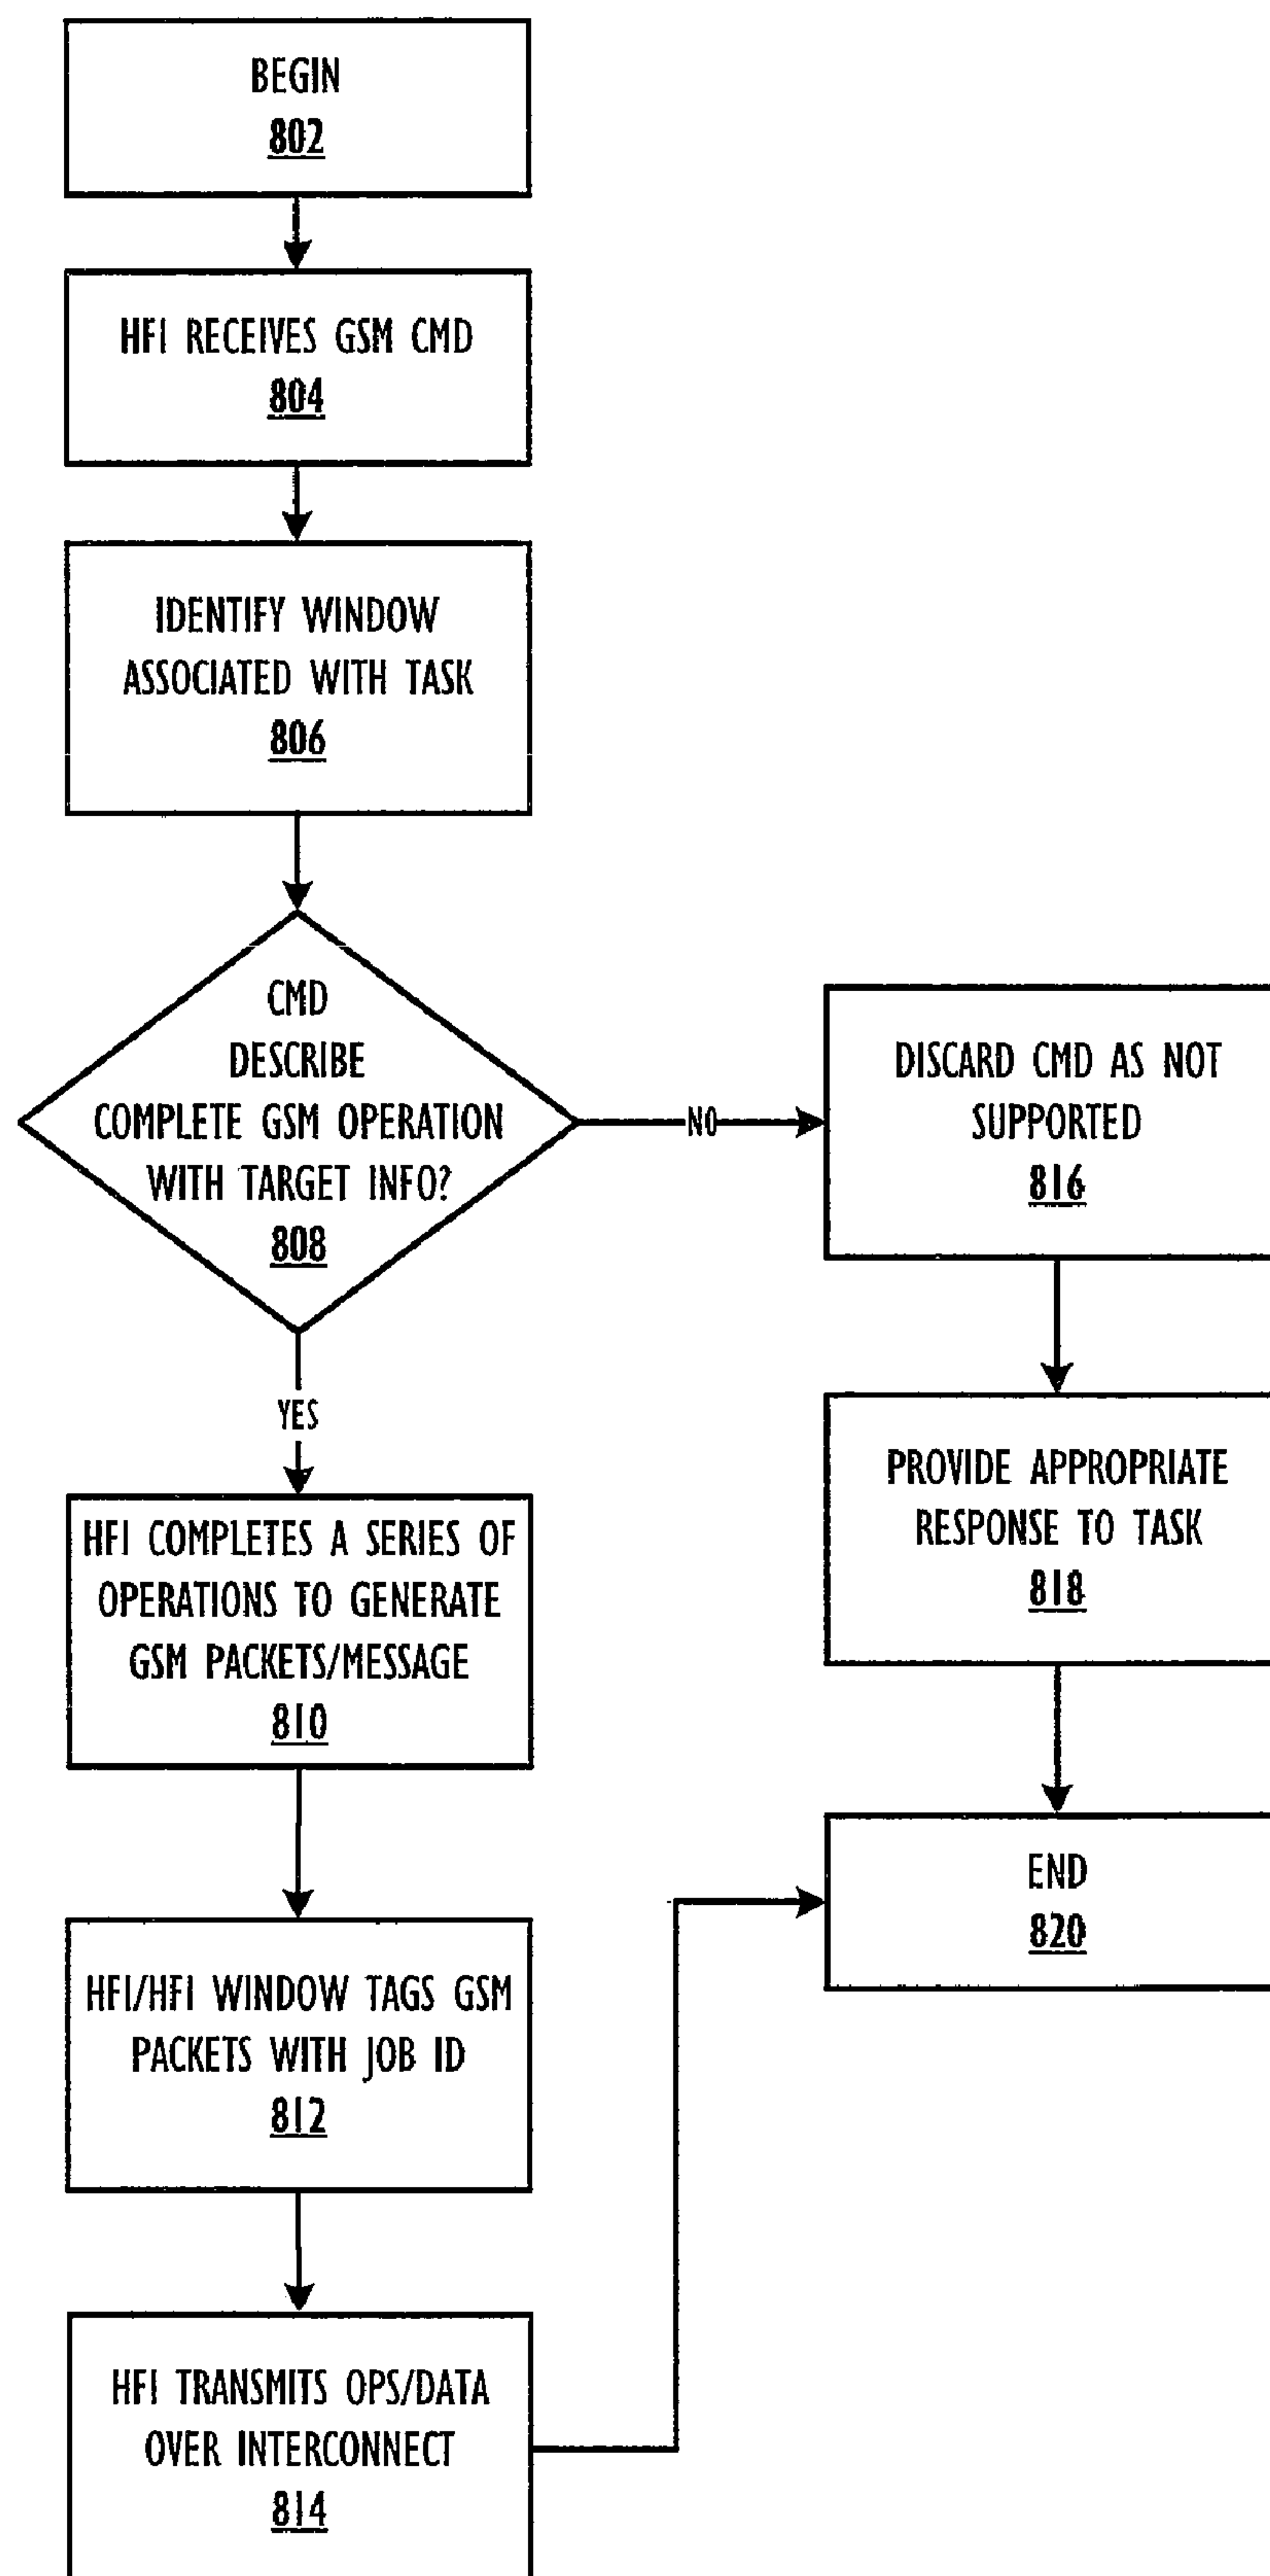 BEGIN
802
HFI RECEIVES GSM CMD
804
IDENTIFY WINDOW
ASSOCIATED WITH TASK
806
CMD
DESCRIBE
COMPLETE GSM OPERATION
WITH TARGET INFO?
808
NO
DISCARD CMD AS NOT
SUPPORTED
816
YES
PROVIDE APPROPRIATE
RESPONSE TO TASK
818
HFI COMPLETES A SERIES OF
OPERATIONS TO GENERATE
GSM PACKETS/MESSAGE
810
END
820
HFI/HFI WINDOW TAGS GSM
PACKETS WITH JOB ID
812
HFI TRANSMITS OPS/DATA
OVER INTERCONNECT
814